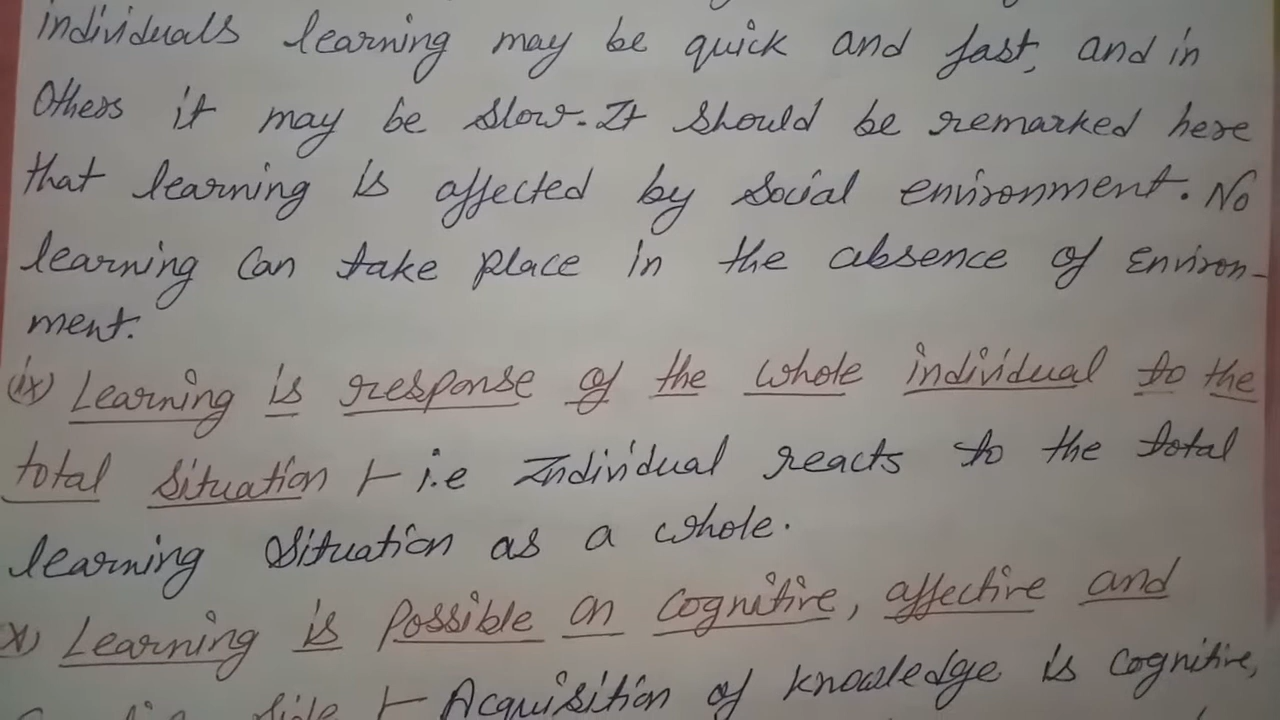 individuals learning may be quick and fast, and in
Others it may be slow. It should be remarked here
that learning is affected by social environment. No
learning can take place in the absence of Environ-
ment.
(ix) Learning is response of the whole individual to the
total situation :- i.e Individual reacts to the total
learning situation as a whole.
x) Learning is possible on cognitive, affective and
side :- Acquisition of knowledge is cognitive,